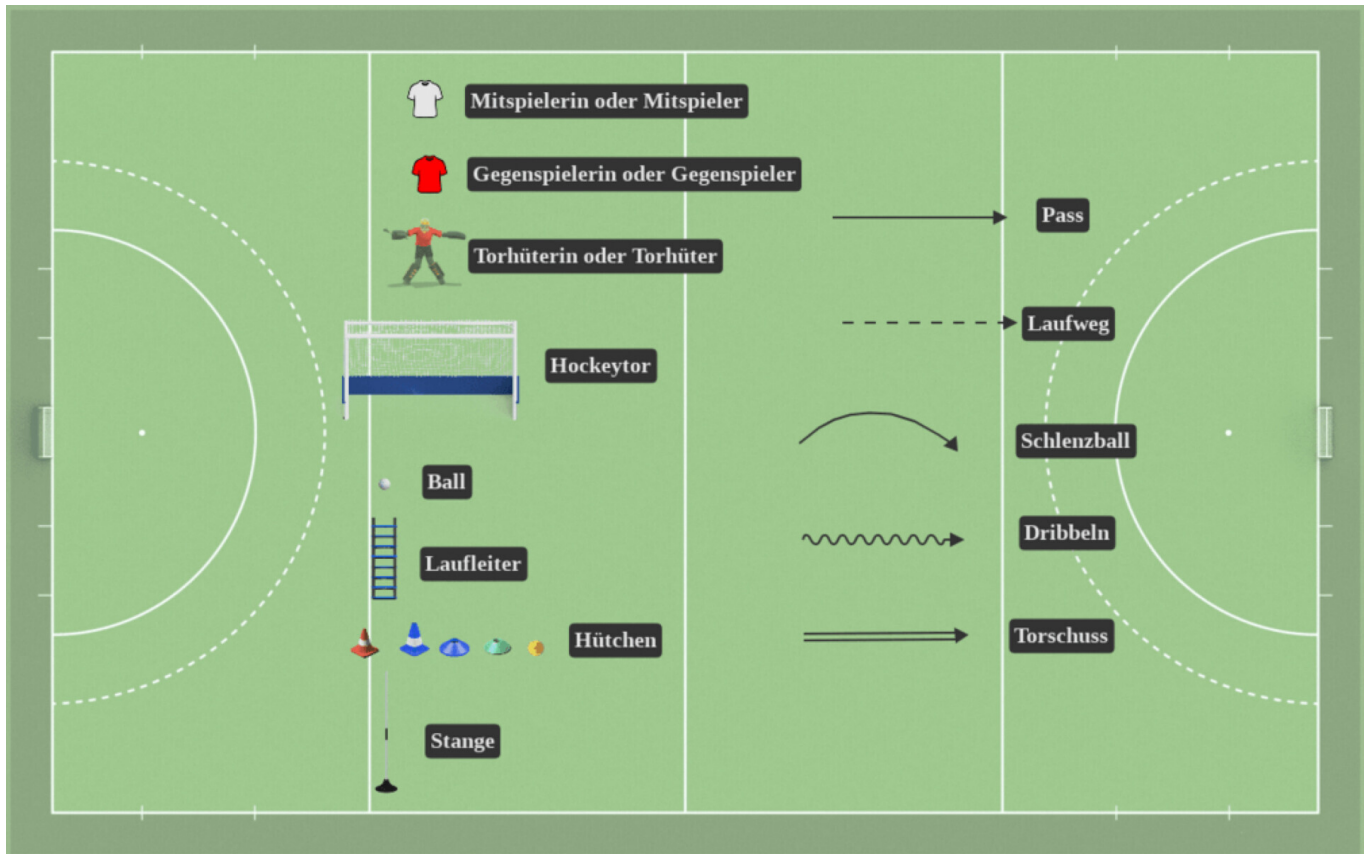 Mitspielerin oder Mitspieler
Gegenspielerin oder Gegenspieler
Torhüterin oder Torhüter
Hockeytor
Ball
Laufleiter
Hütchen
Stange
Pass
Laufweg
Schlenzball
Dribbeln
Torschuss